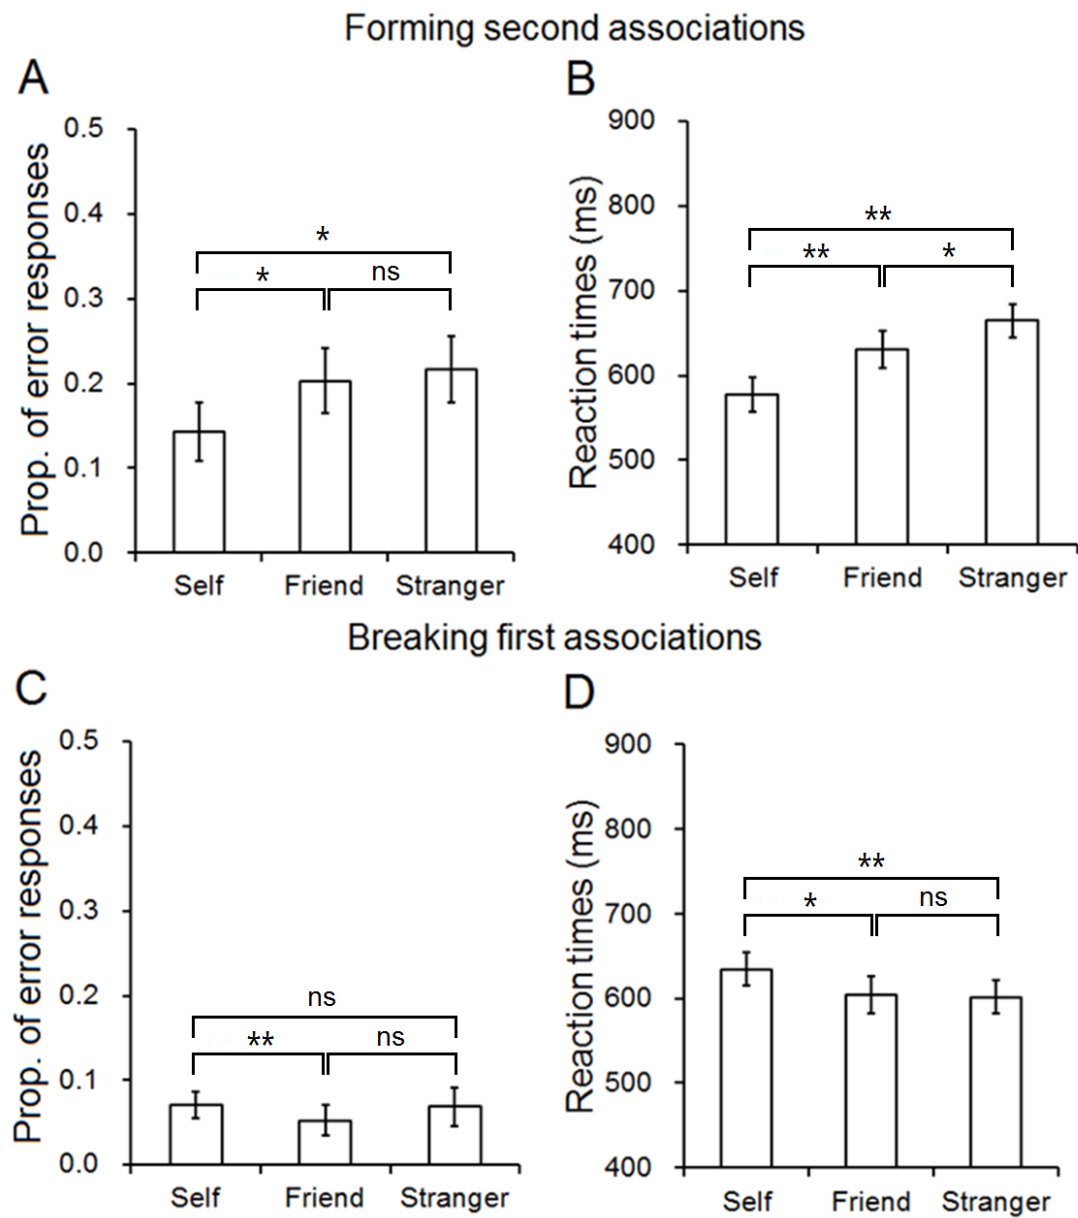 Forming second associations
A
Prop. of error responses
0.5
0.4
0.3
0.2
0.1
0.0
*
*
ns
Self Friend Stranger
B
Reaction times (ms)
900
800
700
600
500
400
**
**
*
Self Friend Stranger
Breaking first associations
C
Prop. of error responses
0.5
0.4
0.3
0.2
0.1
0.0
ns
**
ns
Self Friend Stranger
D
Reaction times (ms)
900
800
700
600
500
400
**
*
ns
Self Friend Stranger